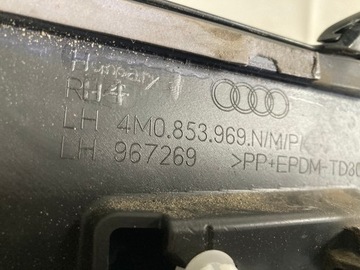 Hungary
RH
LH 4M0.853.969.N/M/P/
LH 967269 >PP+EPDM-TD30